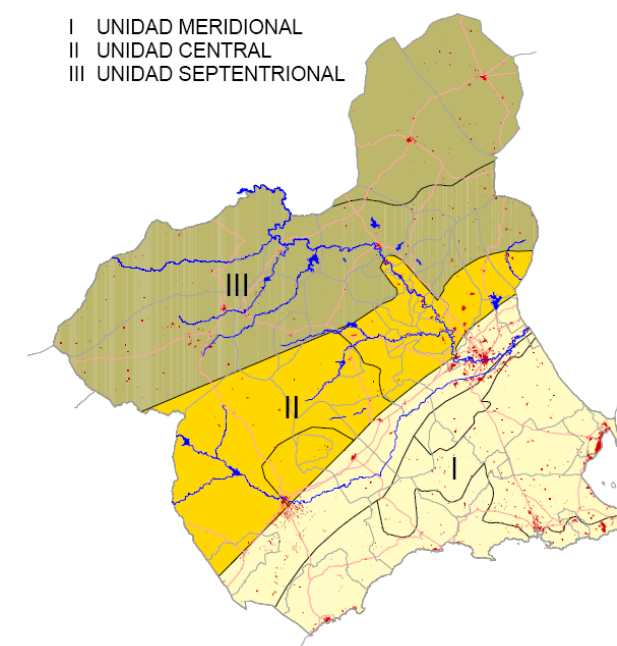 I UNIDAD MERIDIONAL
II UNIDAD CENTRAL
III UNIDAD SEPTENTRIONAL
III
II
I